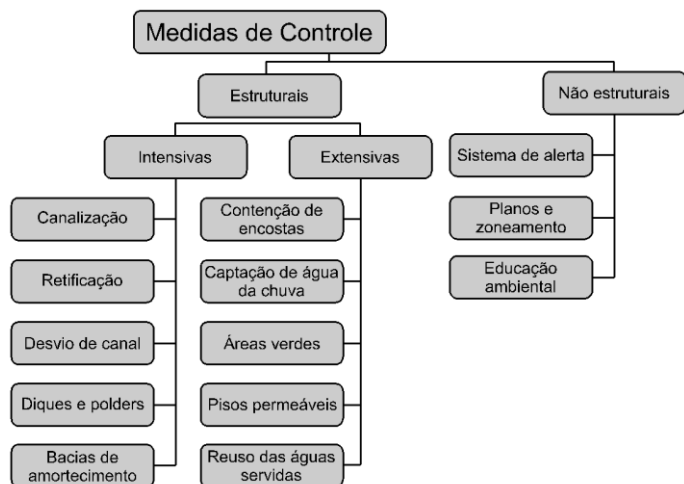 Medidas de Controle
Estruturais
Não estruturais
Intensivas
Extensivas
Sistema de alerta
Canalização
Contenção de
encostas
Planos e
zoneamento
Retificação
Captação de água
da chuva
Educação
ambiental
Desvio de canal
Áreas verdes
Diques e polders
Pisos permeáveis
Bacias de
amortecimento
Reuso das águas
servidas